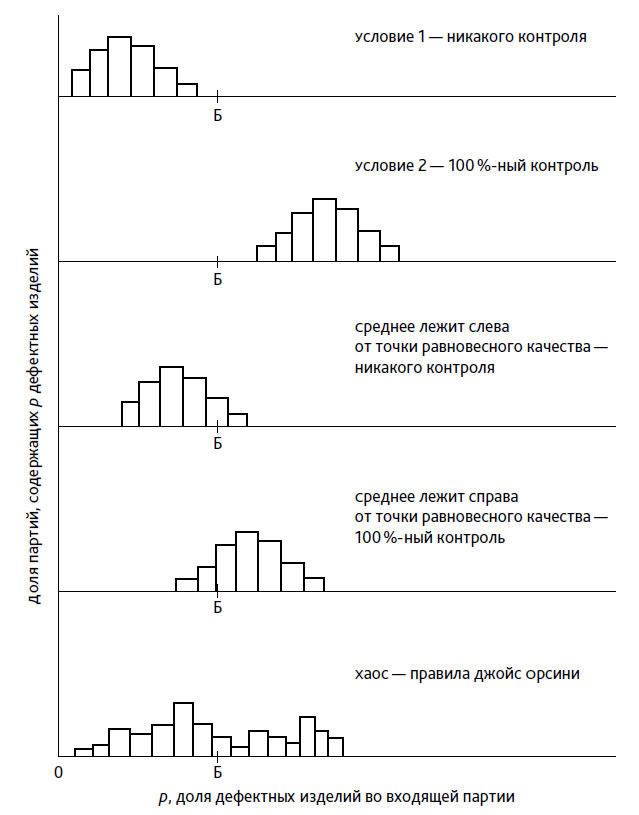 условие 1 — никакого контроля
Б
условие 2 — 100 %-ный контроль
Б
среднее лежит слева
от точки равновесного качества —
никакого контроля
Б
среднее лежит справа
от точки равновесного качества —
100 %-ный контроль
Б
хаос — правила джойс орсини
0
Б
p, доля дефектных изделий во входящей партии
доля партий, содержащих p дефектных изделий